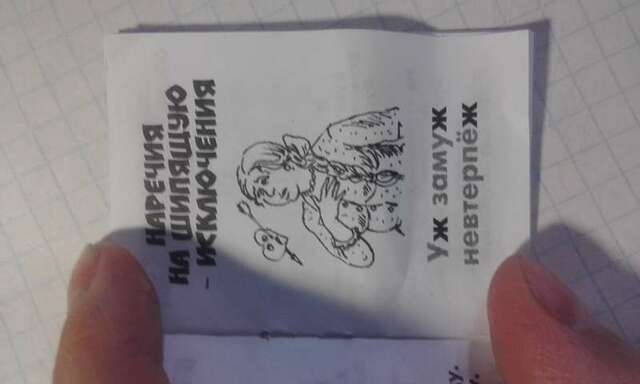 НАРЕЧИЯ
НА ШИПЯЩУЮ
– ИСКЛЮЧЕНИЯ
Уж замуж
невтерпёж